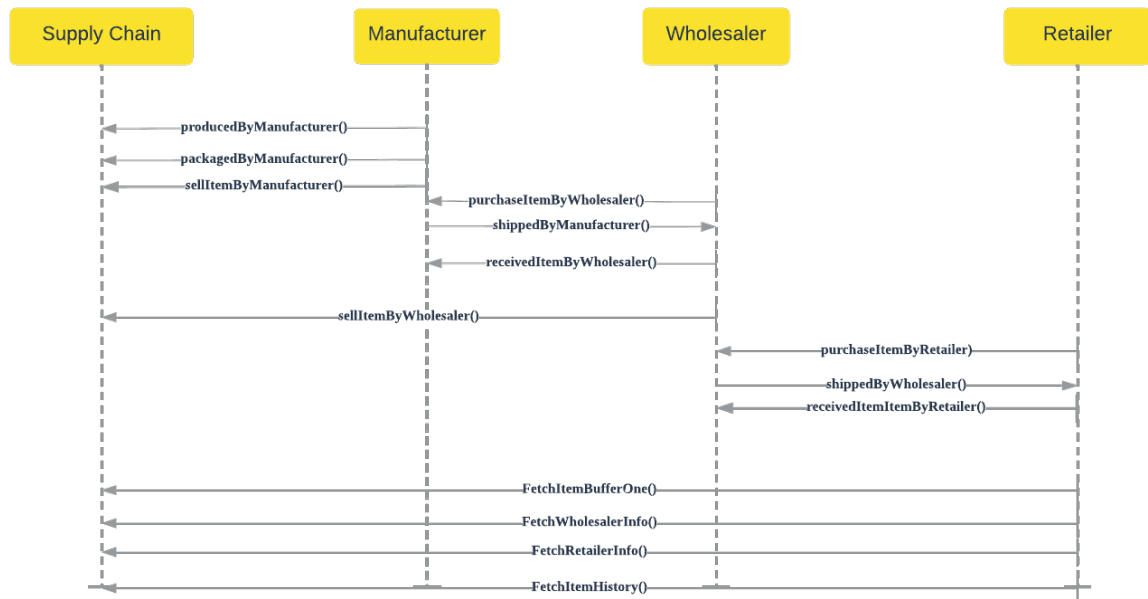 Supply Chain
Manufacturer
Wholesaler
Retailer
producedByManufacturer()
packagedByManufacturer()
sellItemByManufacturer()
purchaseItemByWholesaler()
shippedByManufacturer()
receivedItemByWholesaler()
sellItemByWholesaler()
purchaseItemByRetailer)
shippedByWholesaler()
receivedItemItemByRetailer()
FetchItemBufferOne()
FetchWholesalerInfo()
FetchRetailerInfo()
FetchItemHistory()